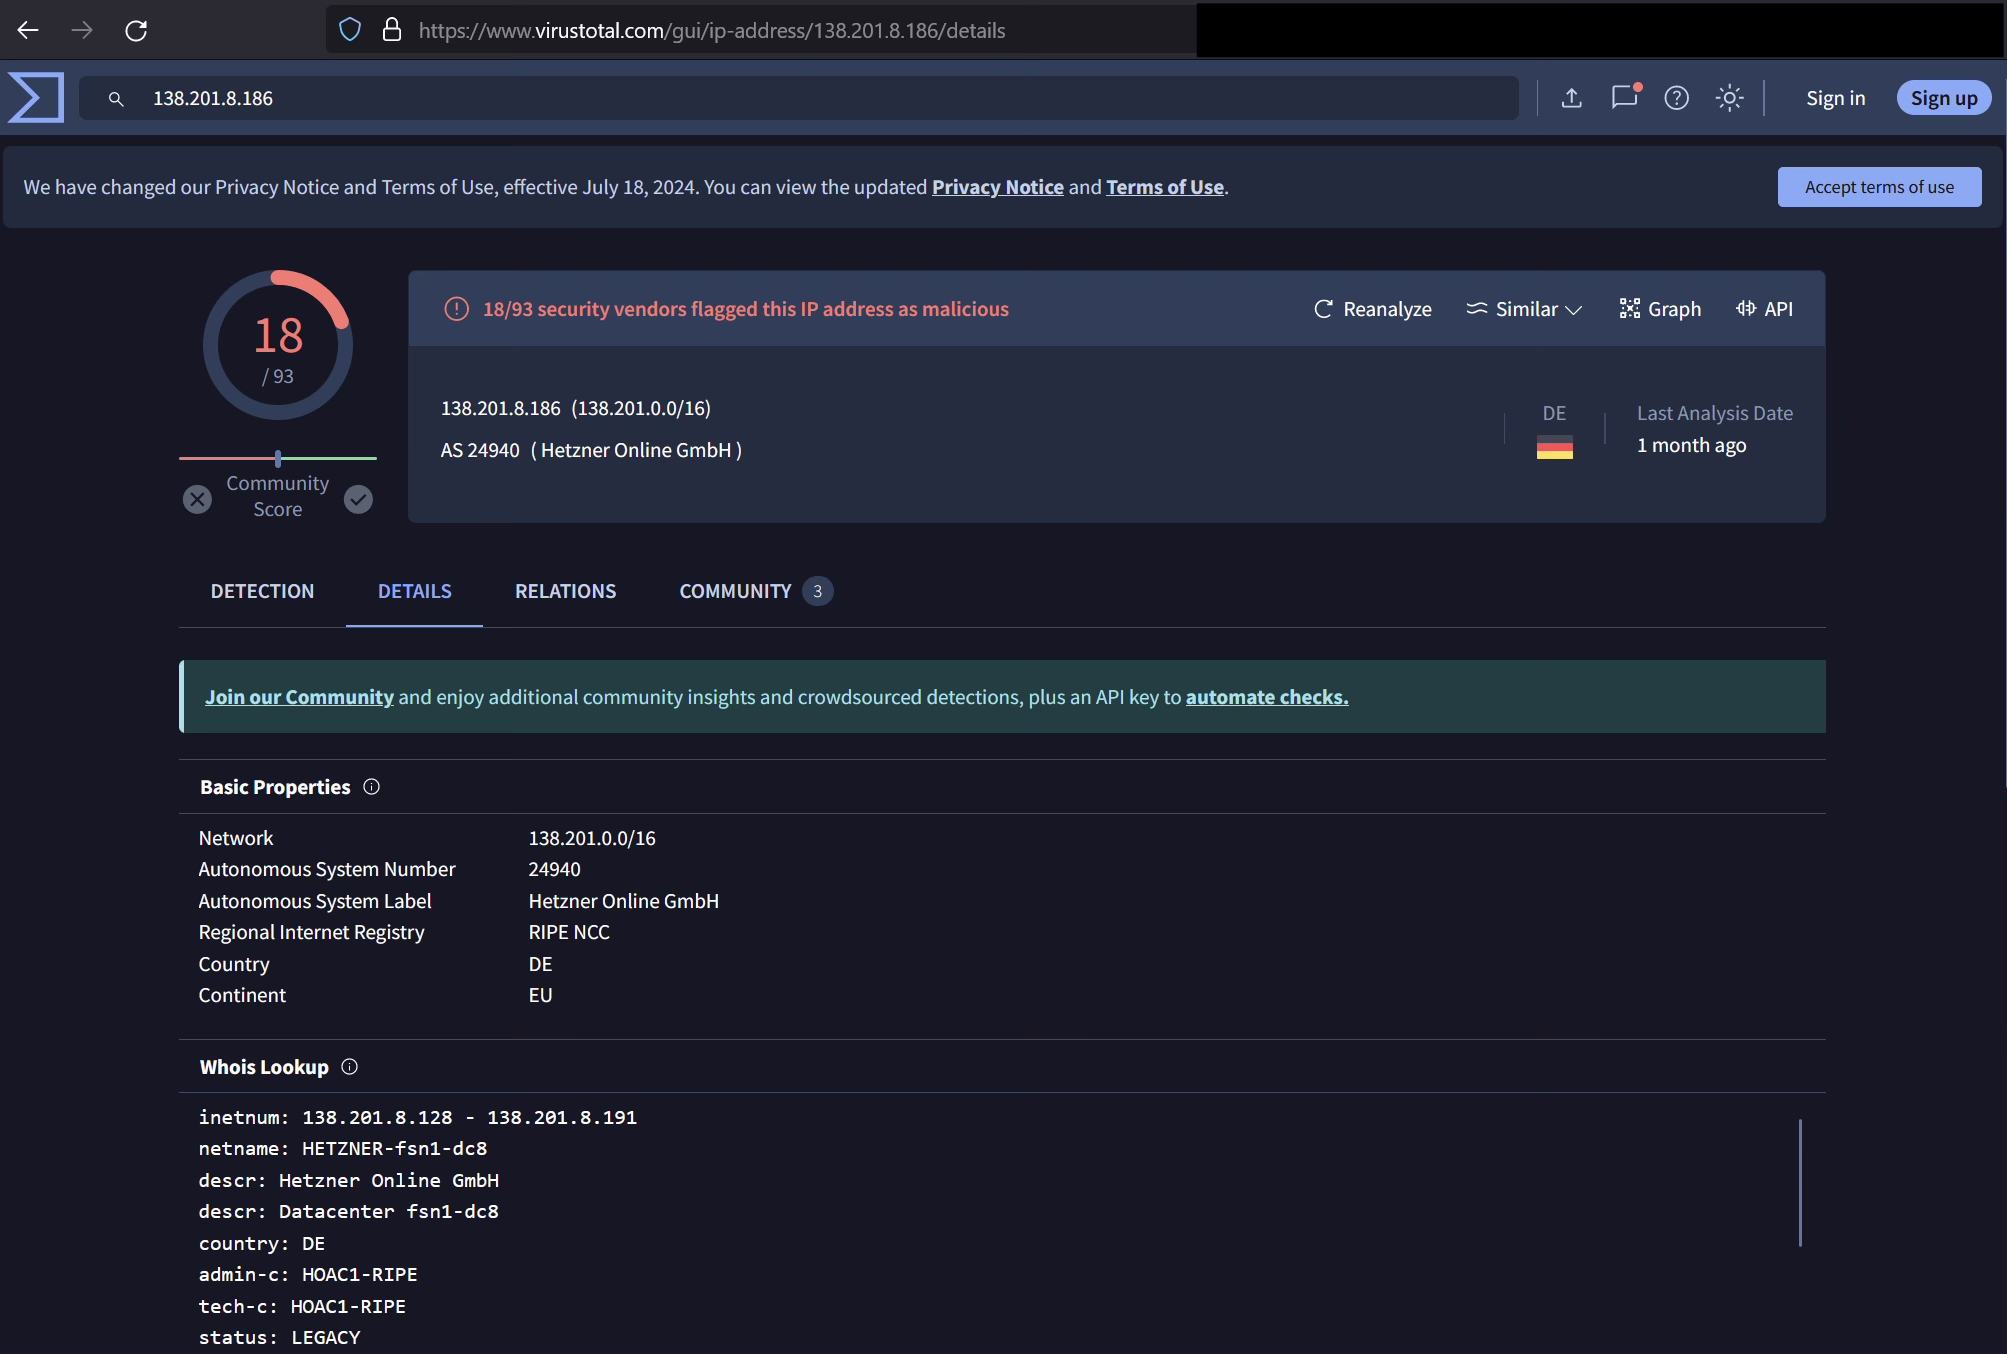 https://www.virustotal.com/gui/ip-address/138.201.8.186/details
138.201.8.186
Sign in
Sign up
We have changed our Privacy Notice and Terms of Use, effective July 18, 2024. You can view the updated Privacy Notice and Terms of Use.
Accept terms of use
18
/ 93
Community
Score
18/93 security vendors flagged this IP address as malicious
Reanalyze
Similar
Graph
API
138.201.8.186 (138.201.0.0/16)
AS 24940 ( Hetzner Online GmbH )
DE
Last Analysis Date
1 month ago
DETECTION
DETAILS
RELATIONS
COMMUNITY 3
Join our Community and enjoy additional community insights and crowdsourced detections, plus an API key to automate checks.
Basic Properties
Network 138.201.0.0/16
Autonomous System Number 24940
Autonomous System Label Hetzner Online GmbH
Regional Internet Registry RIPE NCC
Country DE
Continent EU
Whois Lookup
inetnum: 138.201.8.128 - 138.201.8.191
netname: HETZNER-fsn1-dc8
descr: Hetzner Online GmbH
descr: Datacenter fsn1-dc8
country: DE
admin-c: HOAC1-RIPE
tech-c: HOAC1-RIPE
status: LEGACY